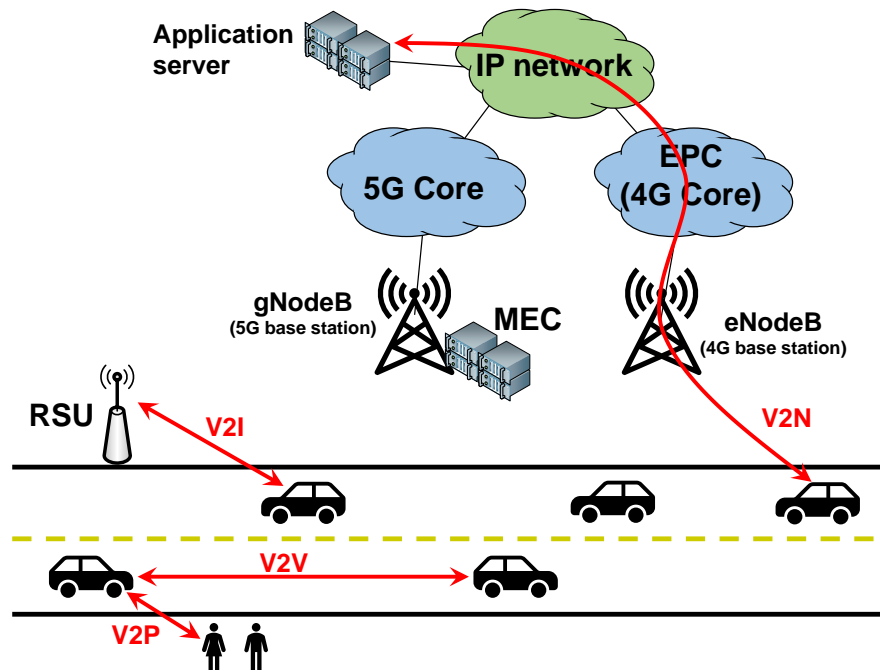 Application
server
IP network
5G Core
EPC
(4G Core)
gNodeB
(5G base station)
MEC
eNodeB
(4G base station)
RSU
V2I
V2N
V2V
V2P